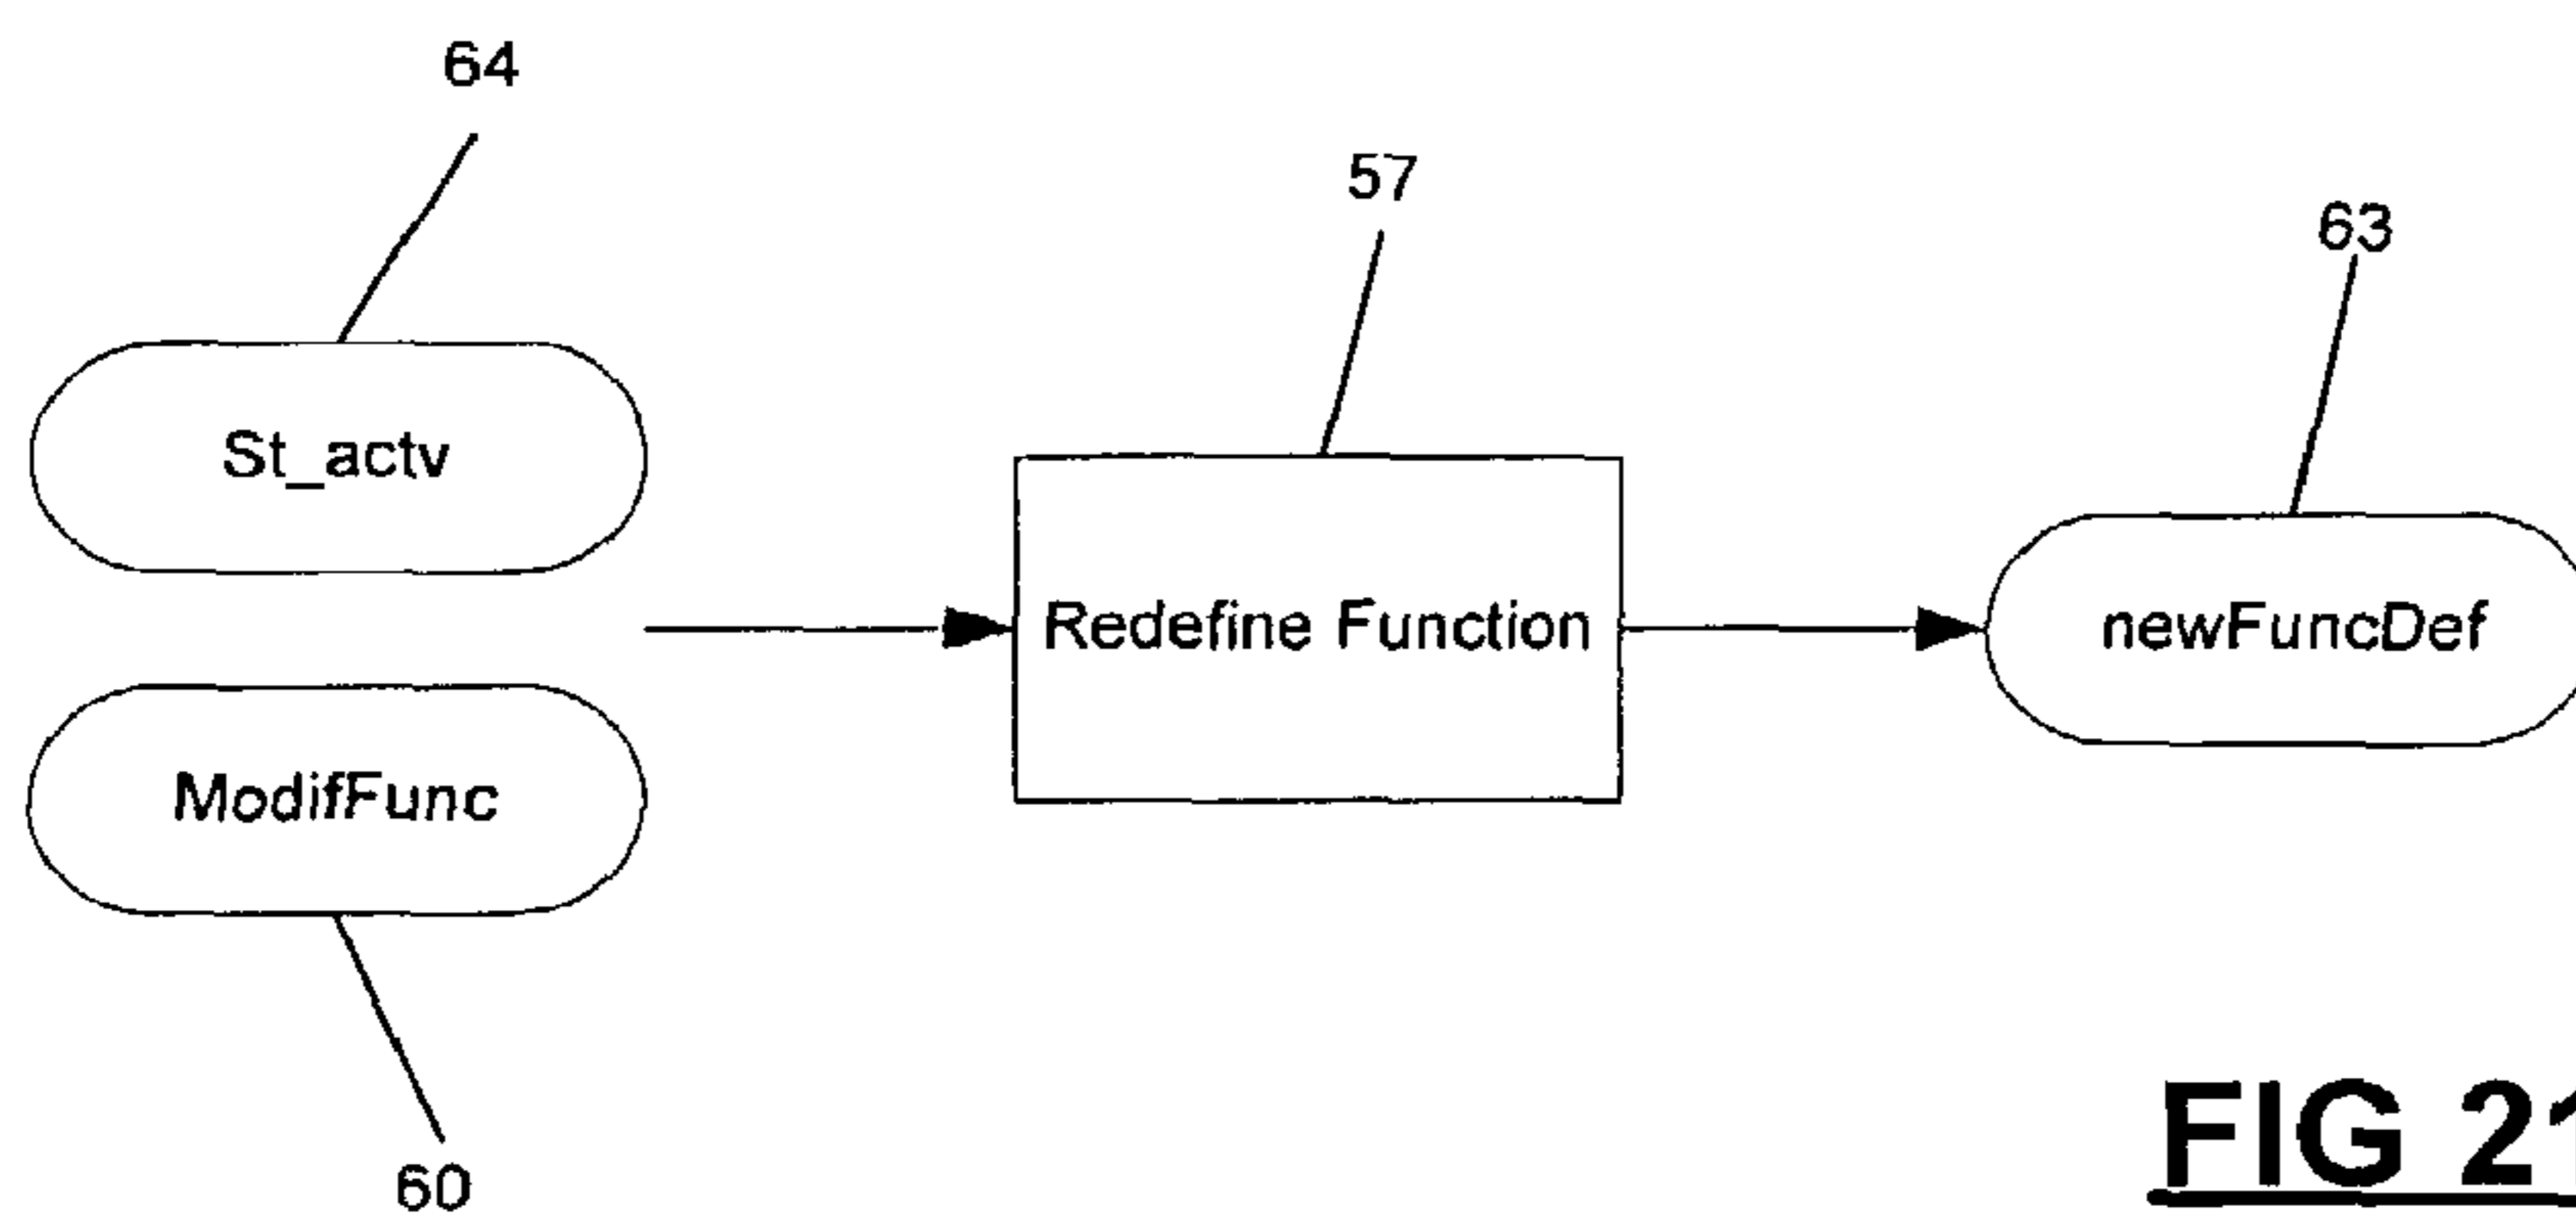 64
57
63
St_actv
Redefine Function
newFuncDef
ModifFunc
60
FIG 21